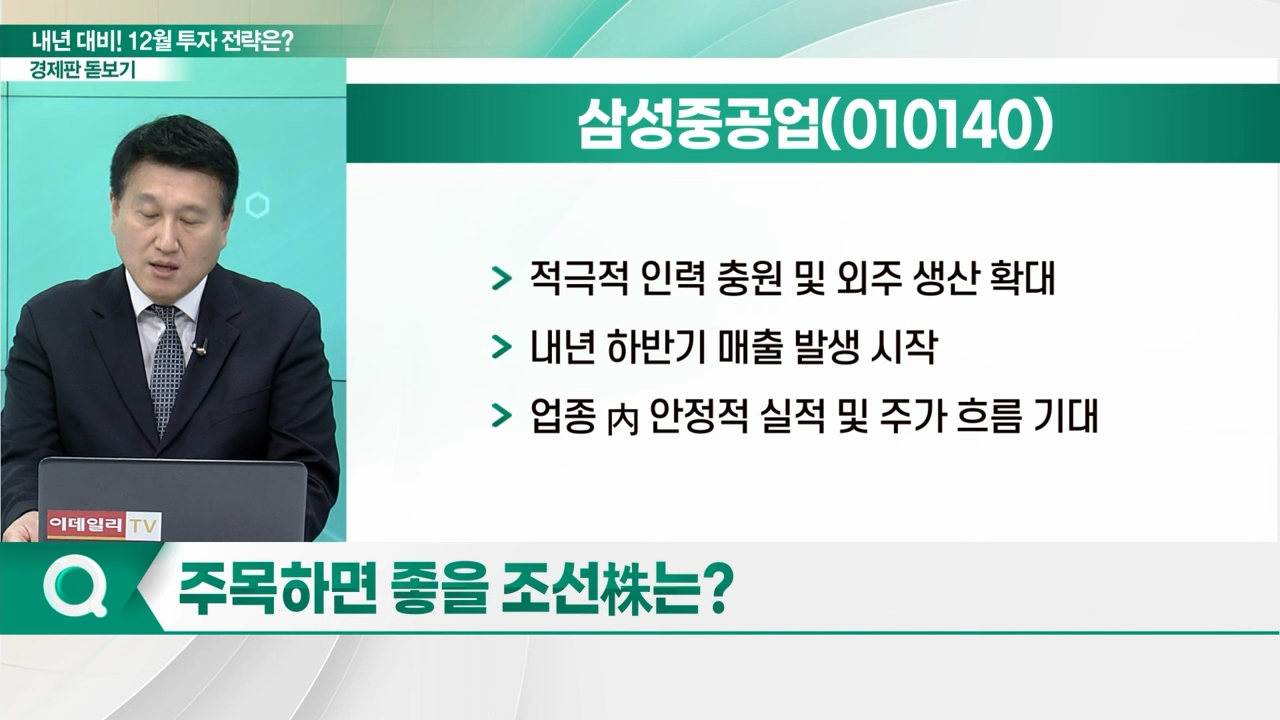 내년 대비! 12월 투자 전략은?
경제판 돋보기
삼성중공업(010140)
> 적극적 인력 충원 및 외주 생산 확대
> 내년 하반기 매출 발생 시작
> 업종 內 안정적 실적 및 주가 흐름 기대
이데일리 TV
Q 주목하면 좋을 조선株는?